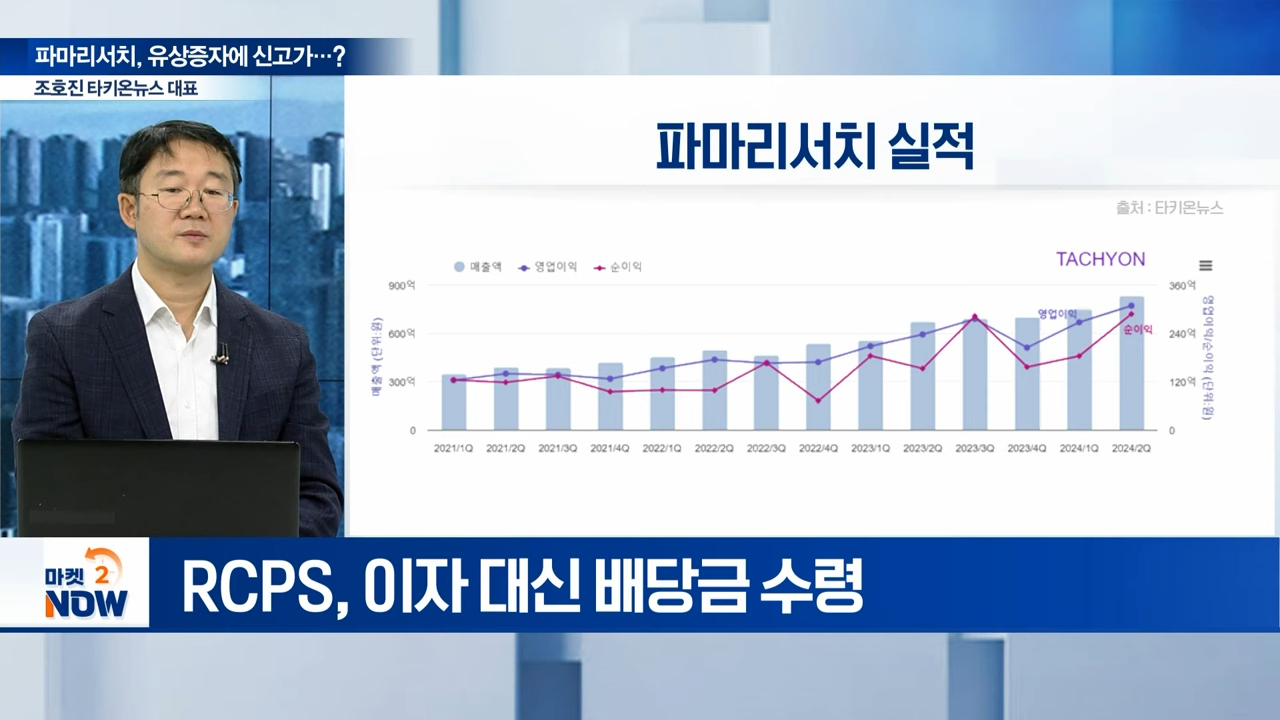 파마리서치, 유상증자에 신고가…?
조호진 타키온뉴스 대표
파마리서치 실적
출처 : 타키온뉴스
TACHYON
매출액 영업이익 순이익
900억 360억
600억 240억
300억 120억
0 0
매출액 (단위:원)
영업이익/순이익 (단위:원)
영업이익
순이익
2021/1Q 2021/2Q 2021/3Q 2021/4Q 2022/1Q 2022/2Q 2022/3Q 2022/4Q 2023/1Q 2023/2Q 2023/3Q 2023/4Q 2024/1Q 2024/2Q
마켓 2
NOW
RCPS, 이자 대신 배당금 수령